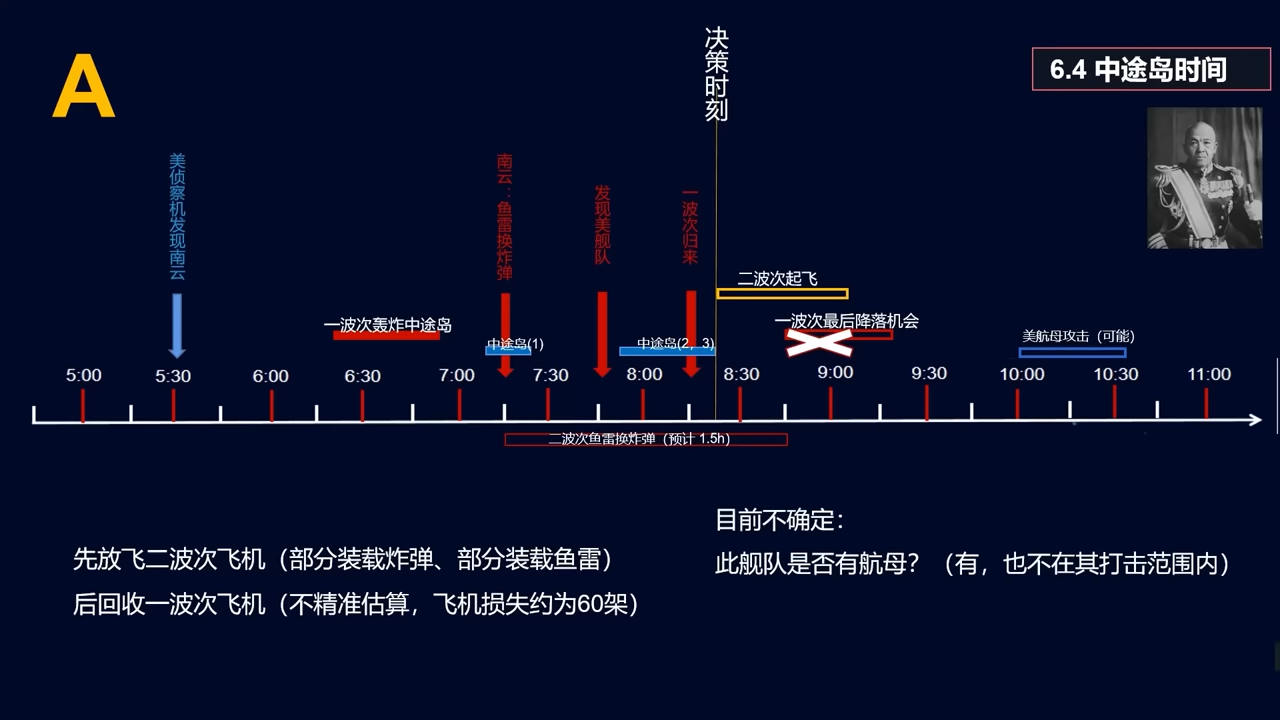 A
决策时刻
6.4 中途岛时间
美侦察机发现南云
南云：鱼雷换炸弹
发现美舰队
一波次归来
二波次起飞
一波次轰炸中途岛
一波次最后降落机会
中途岛(1)
中途岛(2，3)
美航母攻击（可能）
5:00 5:30 6:00 6:30 7:00 7:30 8:00 8:30 9:00 9:30 10:00 10:30 11:00
二波次鱼雷换炸弹（预计 1.5h）
先放飞二波次飞机（部分装载炸弹、部分装载鱼雷）
后回收一波次飞机（不精准估算，飞机损失约为60架）
目前不确定：
此舰队是否有航母？（有，也不在其打击范围内）